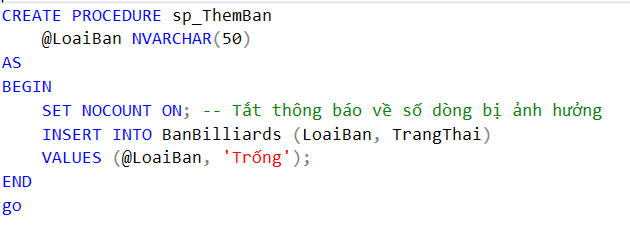 CREATE PROCEDURE sp_ThemBan
    @LoaiBan NVARCHAR(50)
AS
BEGIN
    SET NOCOUNT ON; -- Tắt thông báo về số dòng bị ảnh hưởng
    INSERT INTO BanBilliards (LoaiBan, TrangThai)
    VALUES (@LoaiBan, 'Trống');
END
go